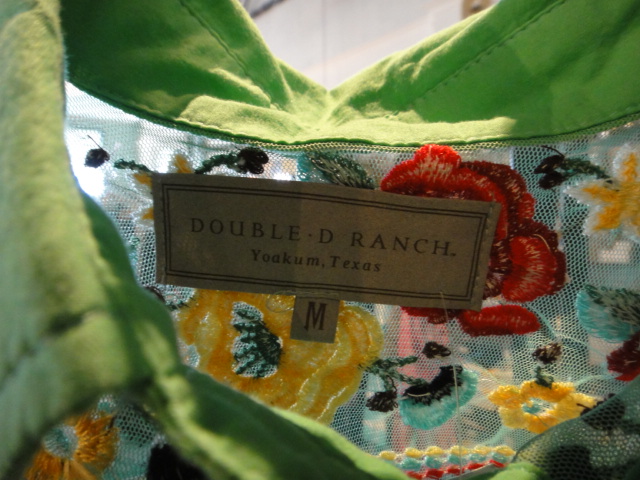 DOUBLE·D RANCH.
Yoakum, Texas
M